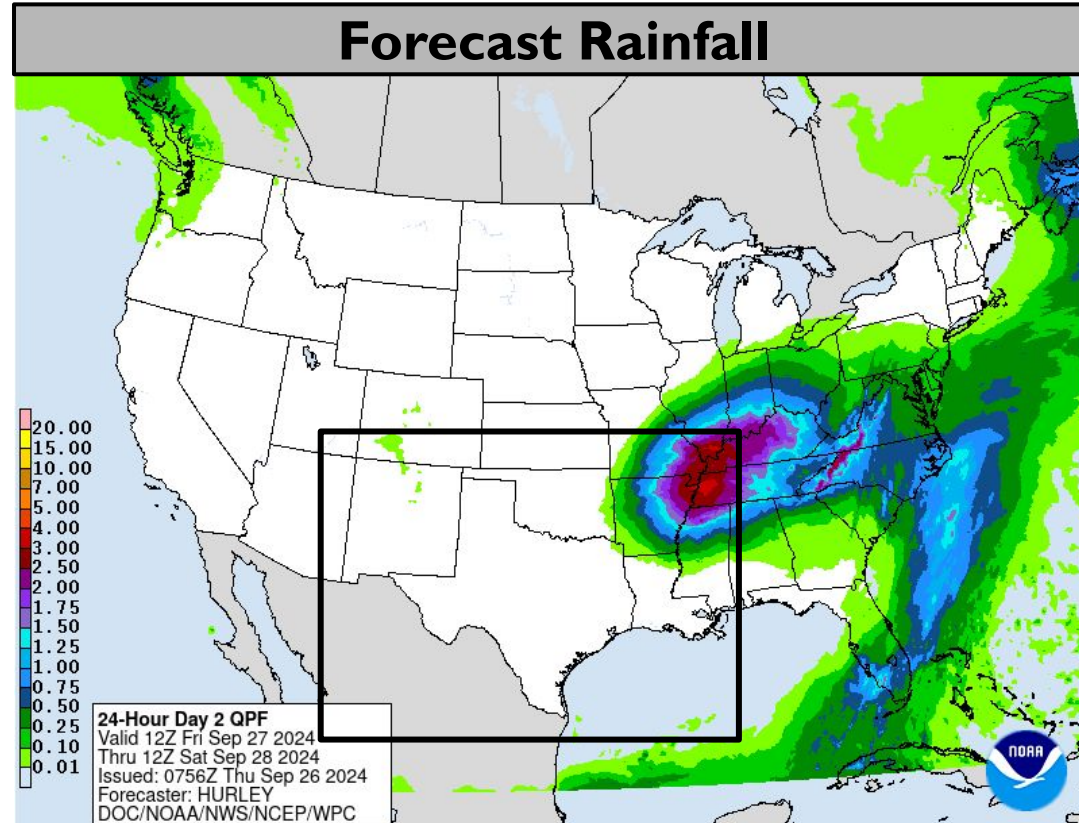 Forecast Rainfall
20.00
15.00
10.00
7.00
5.00
4.00
3.00
2.50
2.00
1.75
1.50
1.25
1.00
0.75
0.50
0.25
0.10
0.01
24-Hour Day 2 QPF
Valid 12Z Fri Sep 27 2024
Thru 12Z Sat Sep 28 2024
Issued: 0756Z Thu Sep 26 2024
Forecaster: HURLEY
DOC/NOAA/NWS/NCEP/WPC
NOAA